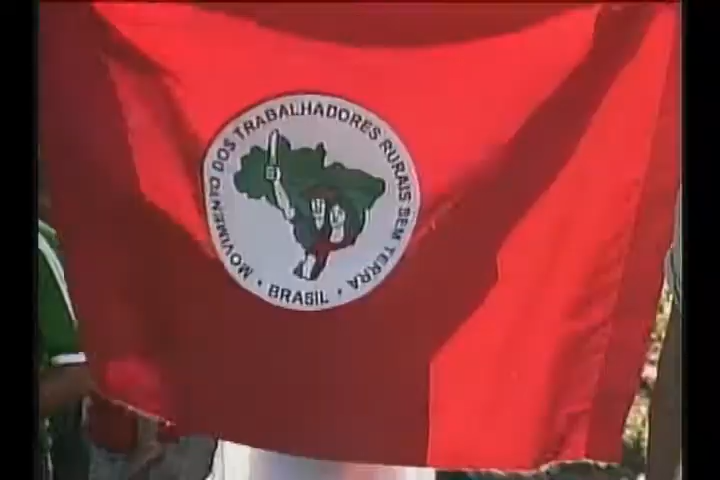 MOVIMENTO DOS TRABALHADORES RURAIS SEM TERRA
• BRASIL •